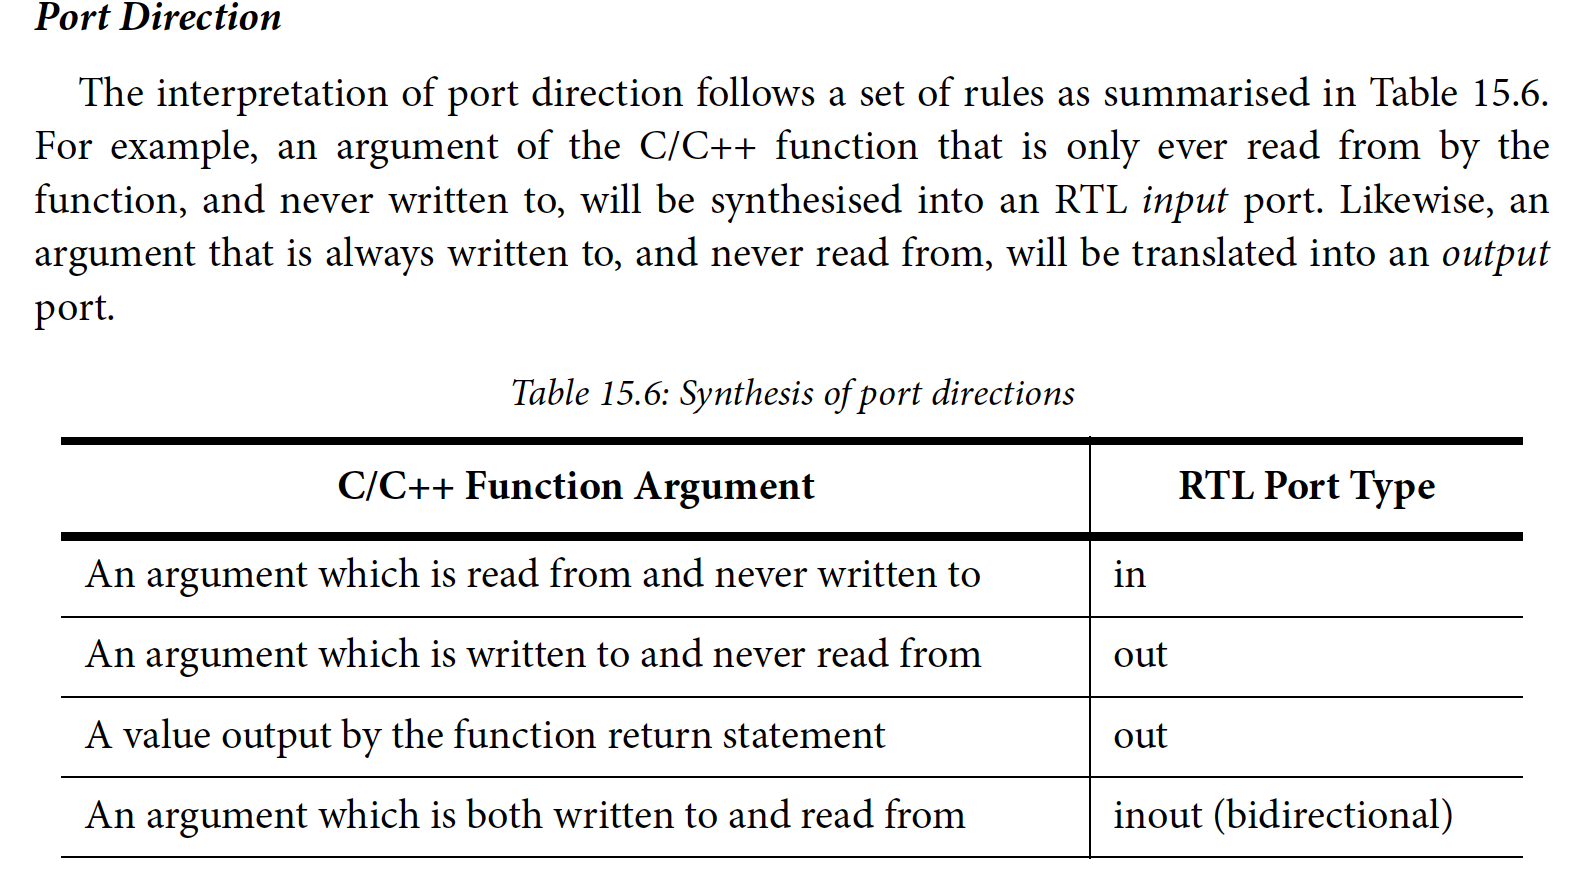 Port Direction
The interpretation of port direction follows a set of rules as summarised in Table 15.6.
For example, an argument of the C/C++ function that is only ever read from by the
function, and never written to, will be synthesised into an RTL input port. Likewise, an
argument that is always written to, and never read from, will be translated into an output
port.
Table 15.6: Synthesis of port directions
C/C++ Function Argument RTL Port Type
An argument which is read from and never written to in
An argument which is written to and never read from out
A value output by the function return statement out
An argument which is both written to and read from inout (bidirectional)